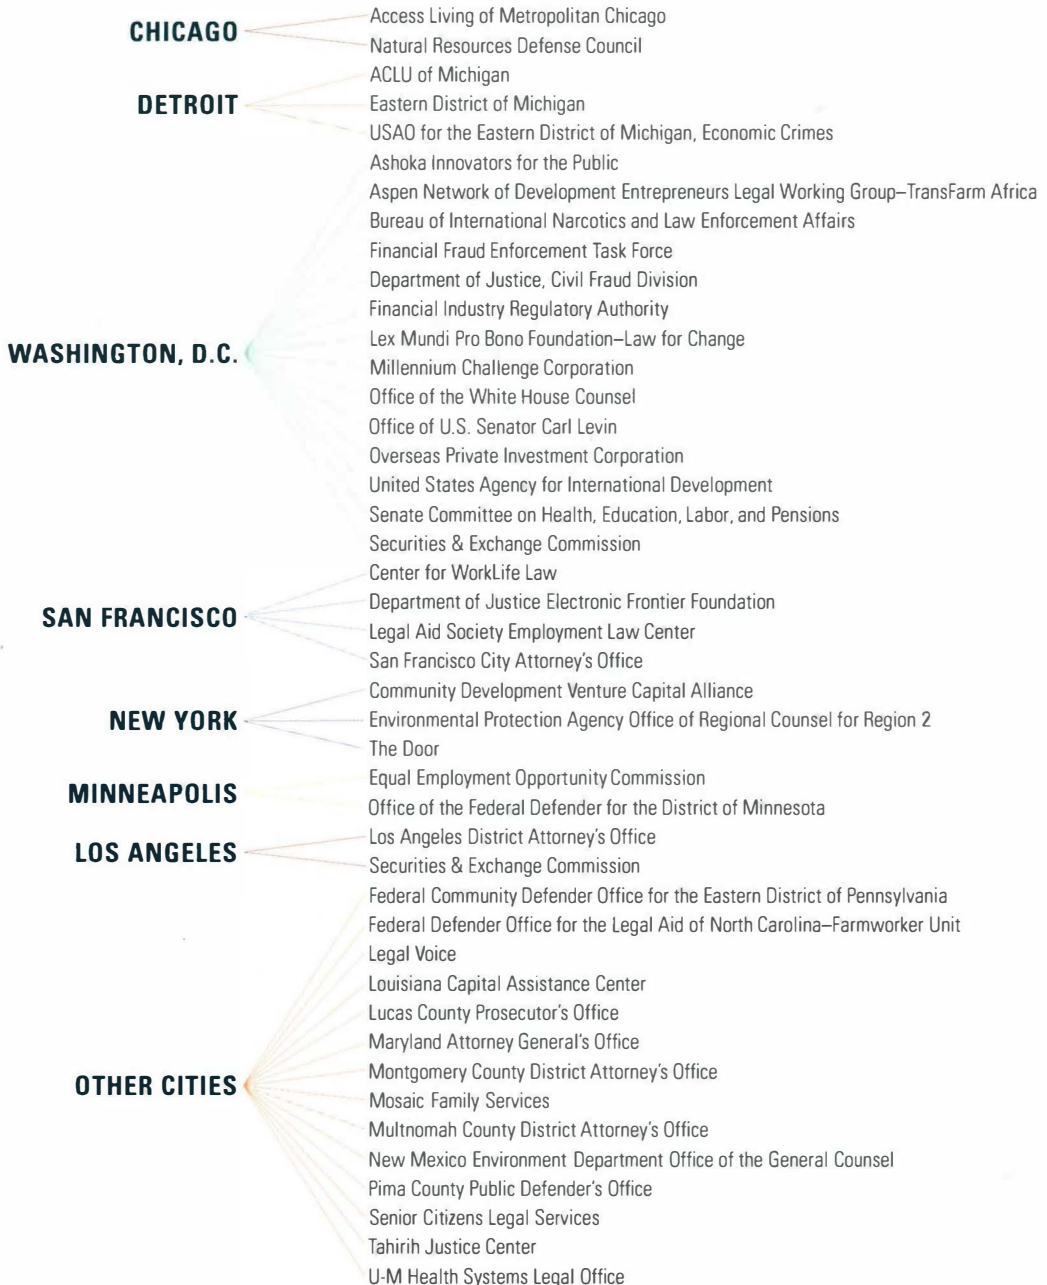 CHICAGO
Access Living of Metropolitan Chicago
Natural Resources Defense Council
DETROIT
ACLU of Michigan
Eastern District of Michigan
USAO for the Eastern District of Michigan, Economic Crimes
WASHINGTON, D.C.
Ashoka Innovators for the Public
Aspen Network of Development Entrepreneurs Legal Working Group–TransFarm Africa
Bureau of International Narcotics and Law Enforcement Affairs
Financial Fraud Enforcement Task Force
Department of Justice, Civil Fraud Division
Financial Industry Regulatory Authority
Lex Mundi Pro Bono Foundation–Law for Change
Millennium Challenge Corporation
Office of the White House Counsel
Office of U.S. Senator Carl Levin
Overseas Private Investment Corporation
United States Agency for International Development
Senate Committee on Health, Education, Labor, and Pensions
Securities & Exchange Commission
SAN FRANCISCO
Center for WorkLife Law
Department of Justice Electronic Frontier Foundation
Legal Aid Society Employment Law Center
San Francisco City Attorney's Office
NEW YORK
Community Development Venture Capital Alliance
Environmental Protection Agency Office of Regional Counsel for Region 2
The Door
MINNEAPOLIS
Equal Employment Opportunity Commission
Office of the Federal Defender for the District of Minnesota
LOS ANGELES
Los Angeles District Attorney's Office
Securities & Exchange Commission
OTHER CITIES
Federal Community Defender Office for the Eastern District of Pennsylvania
Federal Defender Office for the Legal Aid of North Carolina–Farmworker Unit
Legal Voice
Louisiana Capital Assistance Center
Lucas County Prosecutor's Office
Maryland Attorney General's Office
Montgomery County District Attorney's Office
Mosaic Family Services
Multnomah County District Attorney's Office
New Mexico Environment Department Office of the General Counsel
Pima County Public Defender's Office
Senior Citizens Legal Services
Tahirih Justice Center
U-M Health Systems Legal Office